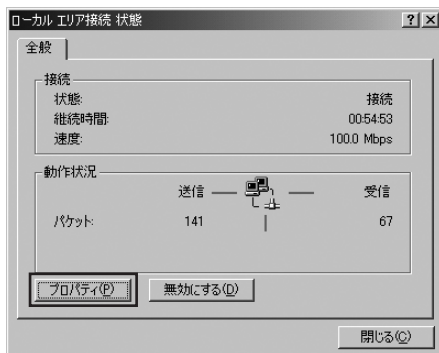 ローカル エリア接続 状態
全般
接続
状態: 接続
継続時間: 00:54:53
速度: 100.0 Mbps
動作状況
送信 — — 受信
パケット: 141 | 67
プロパティ(P) 無効にする(D)
閉じる(C)